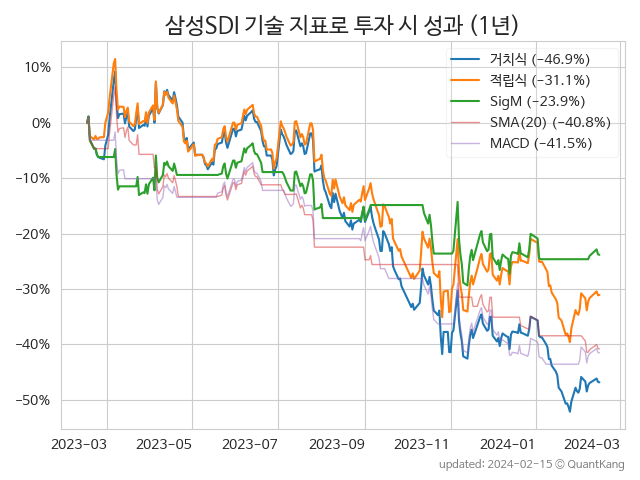 삼성SDI 기술 지표로 투자 시 성과 (1년)
거치식 (−46.9%)
적립식 (−31.1%)
SigM (−23.9%)
SMA(20) (−40.8%)
MACD (−41.5%)
10%
0%
−10%
−20%
−30%
−40%
−50%
2023-03 2023-05 2023-07 2023-09 2023-11 2024-01 2024-03
updated: 2024-02-15 © QuantKang